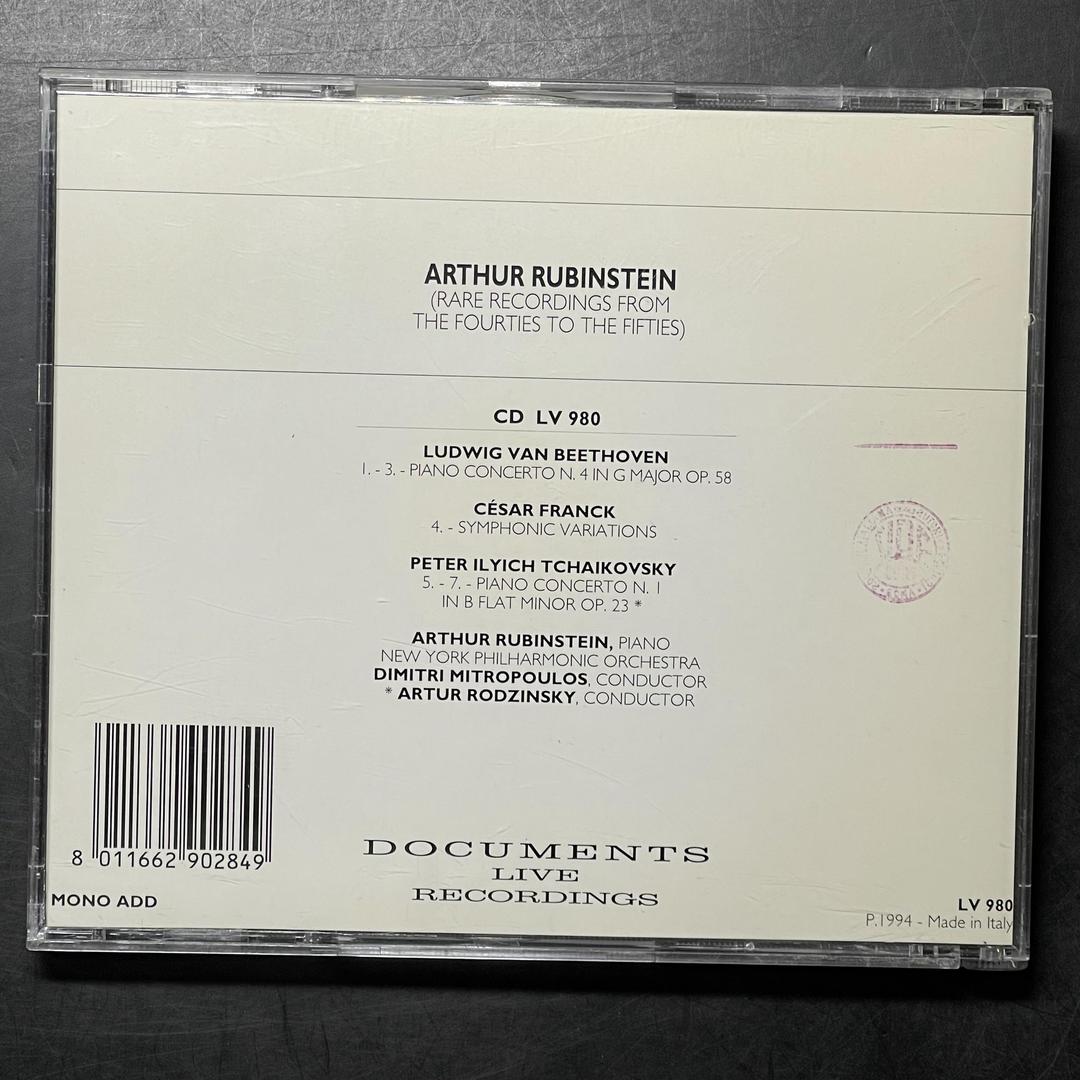 ARTHUR RUBINSTEIN
(RARE RECORDINGS FROM
THE FOURTIES TO THE FIFTIES)
CD LV 980
LUDWIG VAN BEETHOVEN
1. - 3. - PIANO CONCERTO N. 4 IN G MAJOR OP. 58
CÉSAR FRANCK
4. - SYMPHONIC VARIATIONS
PETER ILYICH TCHAIKOVSKY
5. - 7. - PIANO CONCERTO N. 1
IN B FLAT MINOR OP. 23 *
ARTHUR RUBINSTEIN, PIANO
NEW YORK PHILHARMONIC ORCHESTRA
DIMITRI MITROPOULOS, CONDUCTOR
* ARTUR RODZINSKY, CONDUCTOR
8 011662 902849
DOCUMENTS
LIVE
RECORDINGS
MONO ADD
LV 980
P.1994 - Made in Italy